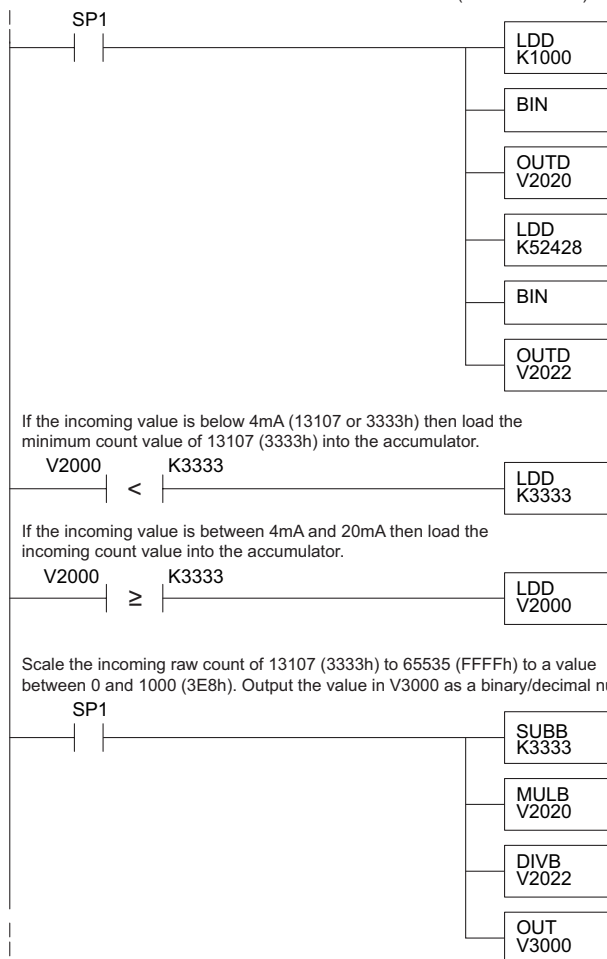 SP1
LDD
K1000
BIN
OUTD
V2020
LDD
K52428
BIN
OUTD
V2022
If the incoming value is below 4mA (13107 or 3333h) then load the
minimum count value of 13107 (3333h) into the accumulator.
V2000 < K3333
LDD
K3333
If the incoming value is between 4mA and 20mA then load the
incoming count value into the accumulator.
V2000 ≥ K3333
LDD
V2000
Scale the incoming raw count of 13107 (3333h) to 65535 (FFFFh) to a value
between 0 and 1000 (3E8h). Output the value in V3000 as a binary/decimal
SP1
SUBB
K3333
MULB
V2020
DIVB
V2022
OUT
V3000